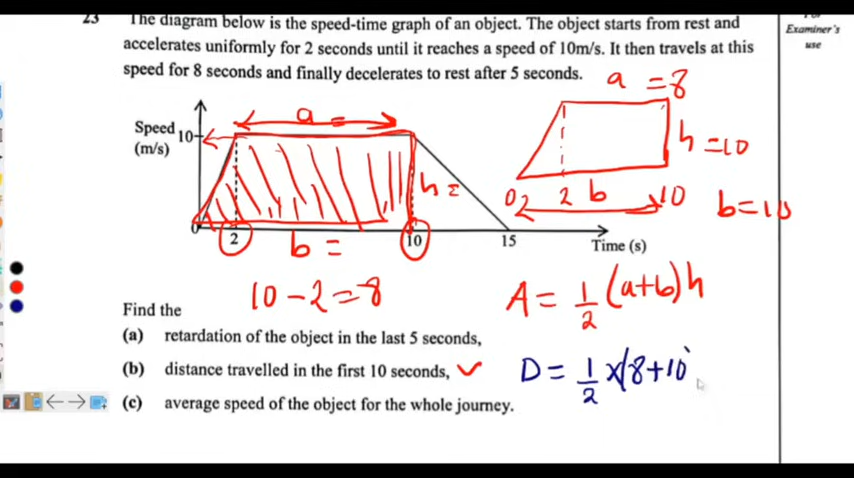 23 The diagram below is the speed-time graph of an object. The object starts from rest and
accelerates uniformly for 2 seconds until it reaches a speed of 10m/s. It then travels at this
speed for 8 seconds and finally decelerates to rest after 5 seconds.
Examiner's
use
a = 8
a =
Speed 10
(m/s)
h =
h = 10
0 2 b 10
b = 10
0 2 10 15 Time (s)
b =
10 - 2 = 8
A = 1/2 (a+b)h
Find the
(a) retardation of the object in the last 5 seconds,
(b) distance travelled in the first 10 seconds,
D = 1/2 x(8+10
(c) average speed of the object for the whole journey.